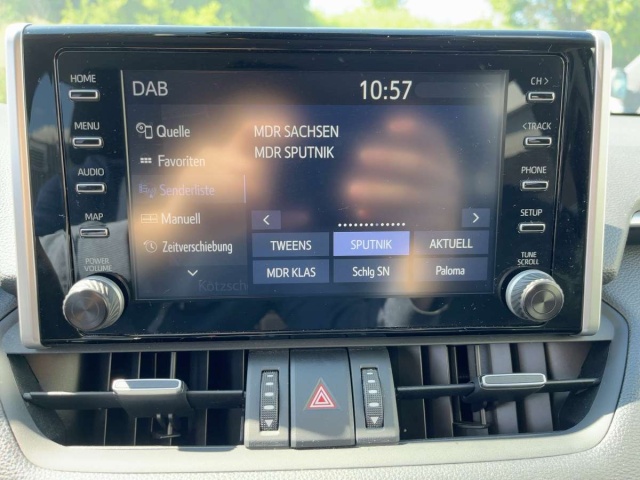 HOME
MENU
AUDIO
MAP
POWER
VOLUME
DAB
10:57
Quelle
Favoriten
Senderliste
Manuell
Zeitverschiebung
MDR SACHSEN
MDR SPUTNIK
TWEENS
SPUTNIK
AKTUELL
MDR KLAS
Schlg SN
Paloma
Kötzsch
CH >
< TRACK
PHONE
SETUP
TUNE
SCROLL